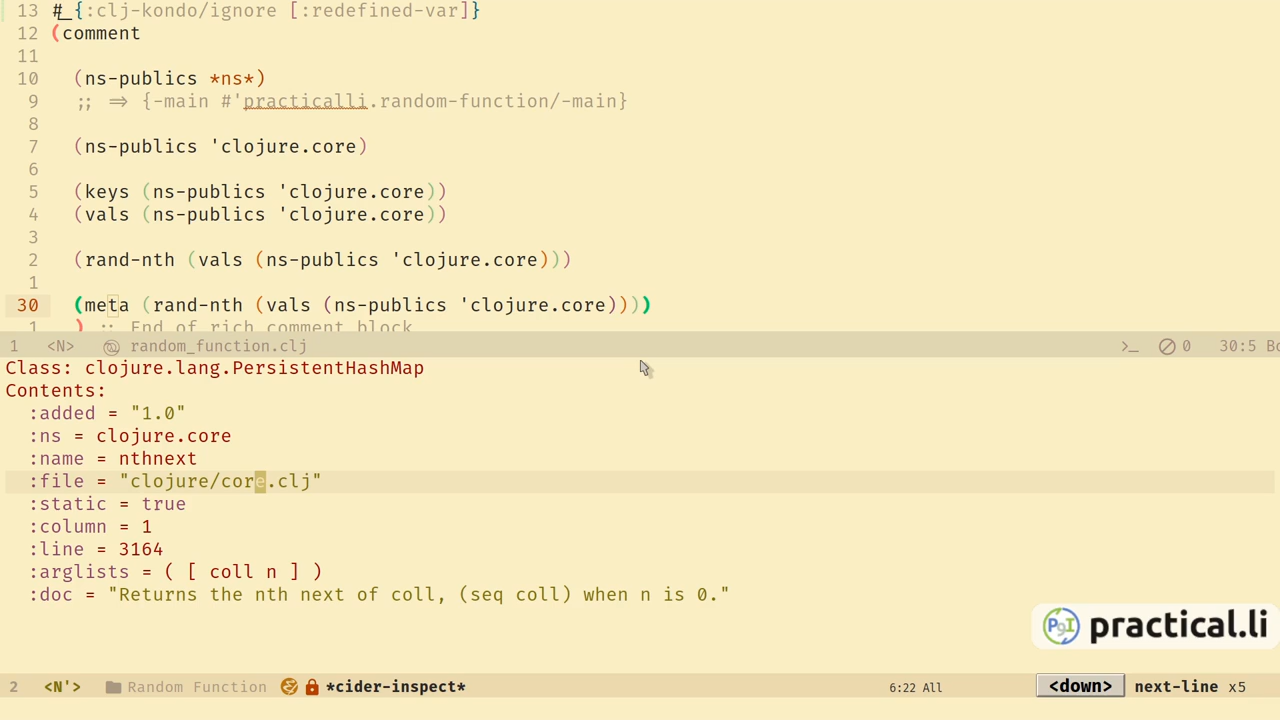 13 #_{:clj-kondo/ignore [:redefined-var]}
12 (comment
11
10 (ns-publics *ns*)
9 ;; => {-main #'practicalli.random-function/-main}
8
7 (ns-publics 'clojure.core)
6
5 (keys (ns-publics 'clojure.core))
4 (vals (ns-publics 'clojure.core))
3
2 (rand-nth (vals (ns-publics 'clojure.core)))
1
30 (meta (rand-nth (vals (ns-publics 'clojure.core))))
1 ) ;; End of rich comment block
1 <N> random_function.clj >_ 0 30:5 Bo
Class: clojure.lang.PersistentHashMap
Contents:
:added = "1.0"
:ns = clojure.core
:name = nthnext
:file = "clojure/core.clj"
:static = true
:column = 1
:line = 3164
:arglists = ( [ coll n ] )
:doc = "Returns the nth next of coll, (seq coll) when n is 0."
practical.li
2 <N'> Random Function *cider-inspect* 6:22 All <down> next-line x5